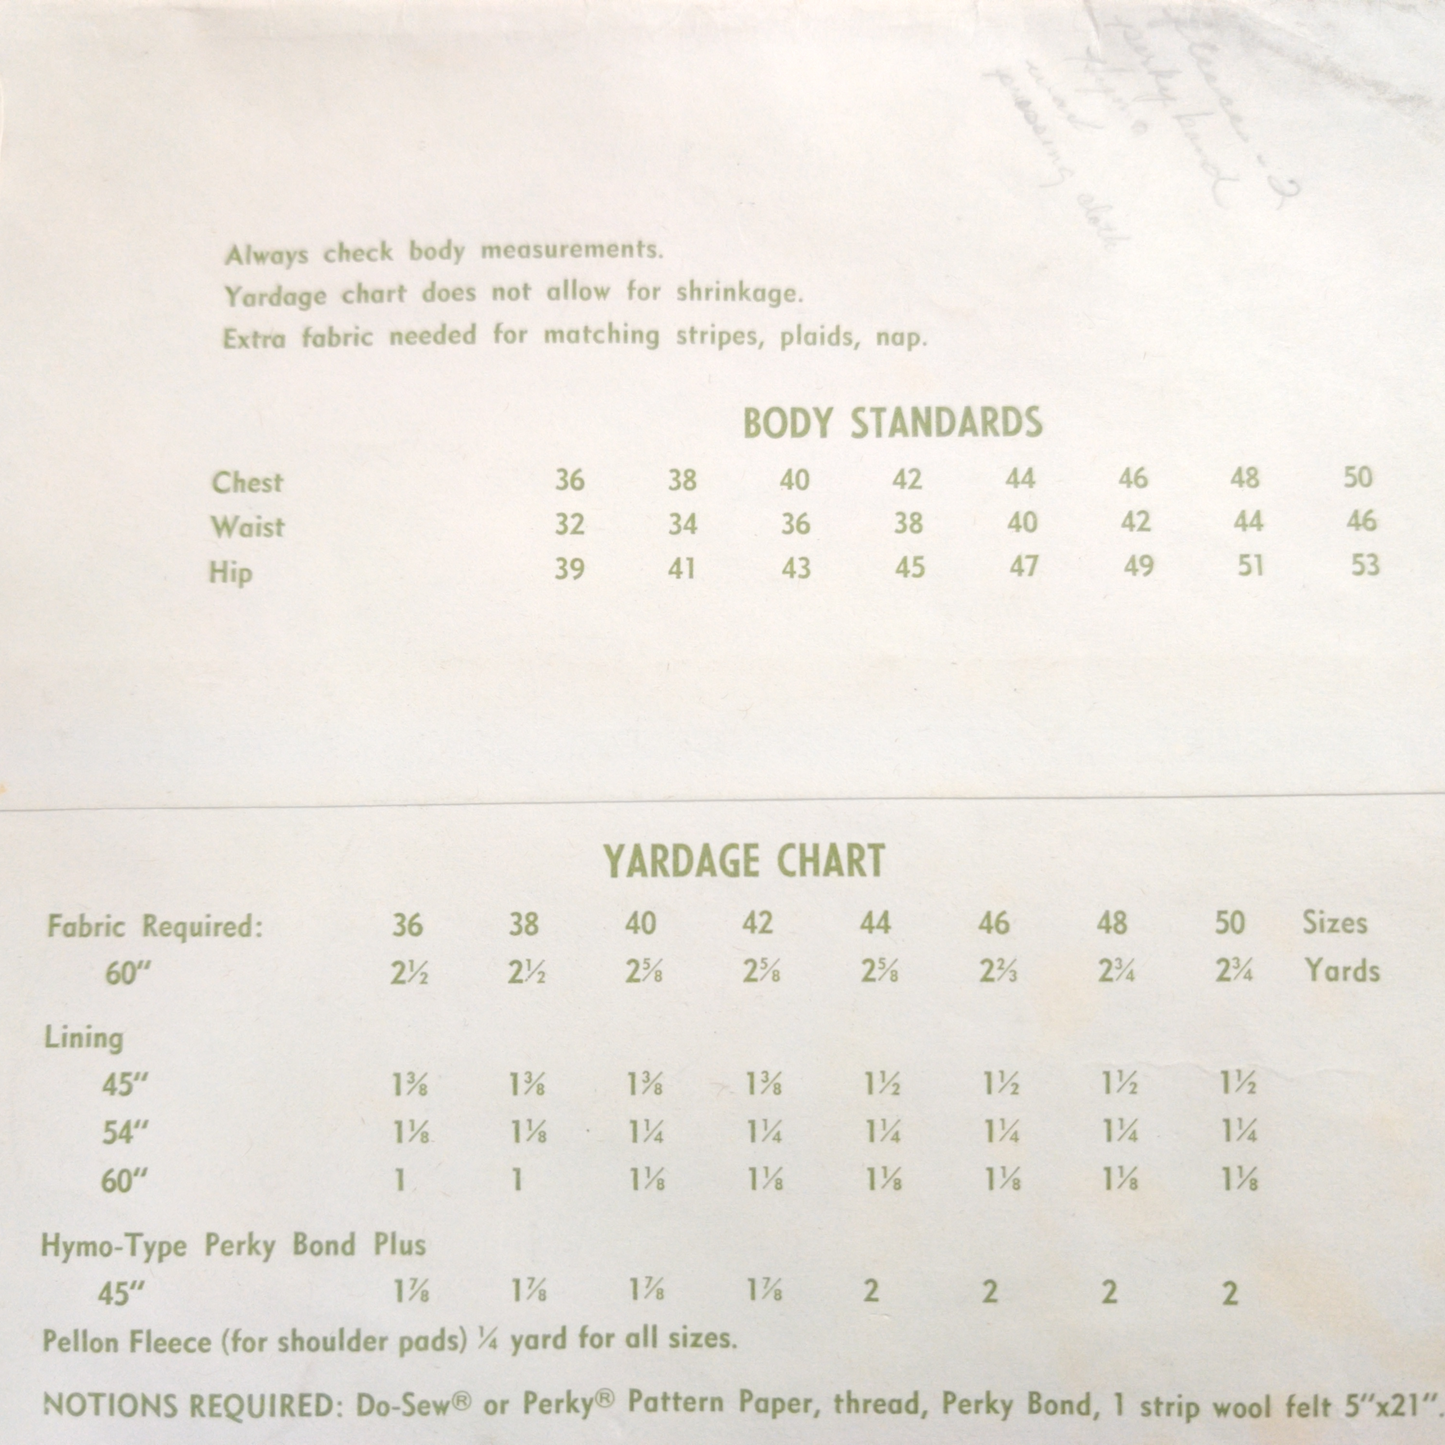 fleece - 2
perky bond
Hymo
pressing cloth
Always check body measurements.
Yardage chart does not allow for shrinkage.
Extra fabric needed for matching stripes, plaids, nap.
BODY STANDARDS
Chest 36 38 40 42 44 46 48 50
Waist 32 34 36 38 40 42 44 46
Hip 39 41 43 45 47 49 51 53
YARDAGE CHART
Fabric Required: 36 38 40 42 44 46 48 50 Sizes
60" 2½ 2½ 2⅝ 2⅝ 2⅝ 2⅔ 2¾ 2¾ Yards
Lining
45" 1⅜ 1⅜ 1⅜ 1⅜ 1½ 1½ 1½ 1½
54" 1⅛ 1⅛ 1¼ 1¼ 1¼ 1¼ 1¼ 1¼
60" 1 1 1⅛ 1⅛ 1⅛ 1⅛ 1⅛ 1⅛
Hymo-Type Perky Bond Plus
45" 1⅞ 1⅞ 1⅞ 1⅞ 2 2 2 2
Pellon Fleece (for shoulder pads) ¼ yard for all sizes.
NOTIONS REQUIRED: Do-Sew® or Perky® Pattern Paper, thread, Perky Bond, 1 strip wool felt 5"x21".